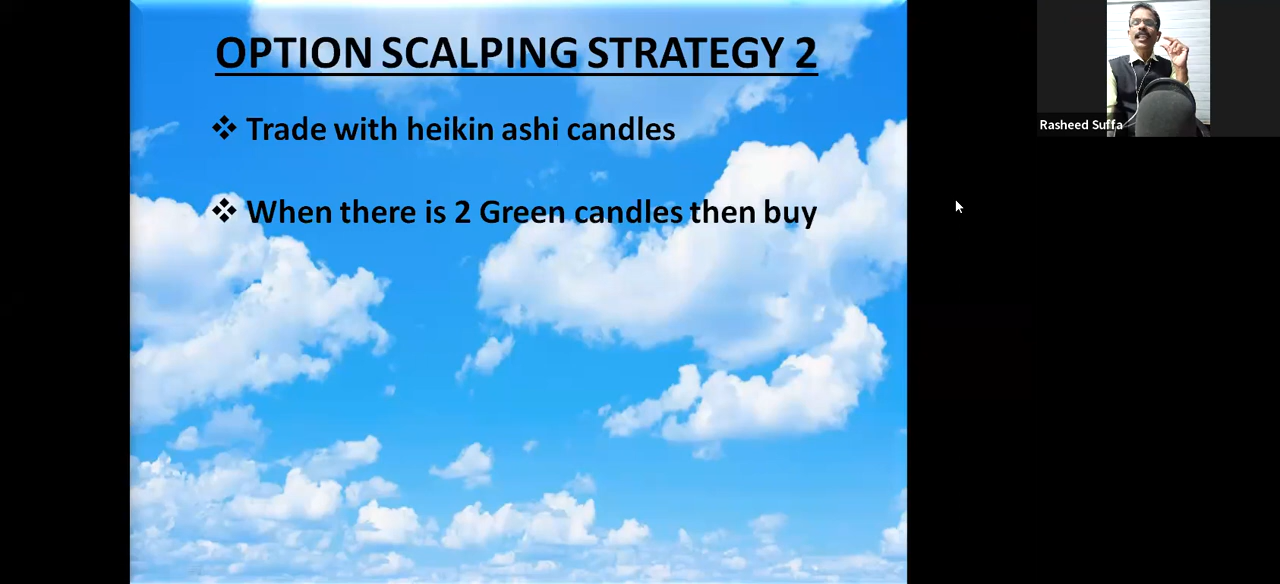 OPTION SCALPING STRATEGY 2
❖ Trade with heikin ashi candles
❖ When there is 2 Green candles then buy
Rasheed Suffa